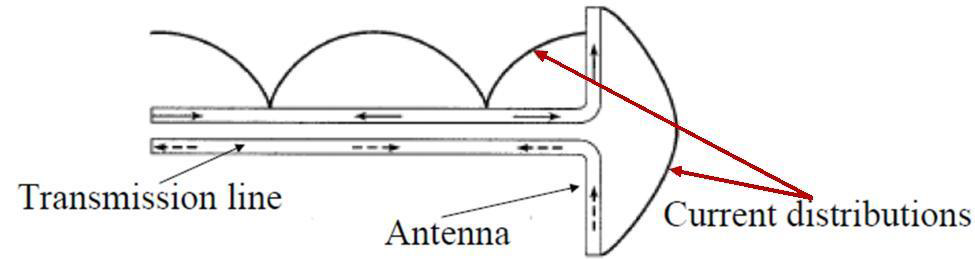 Transmission line
Antenna
Current distributions